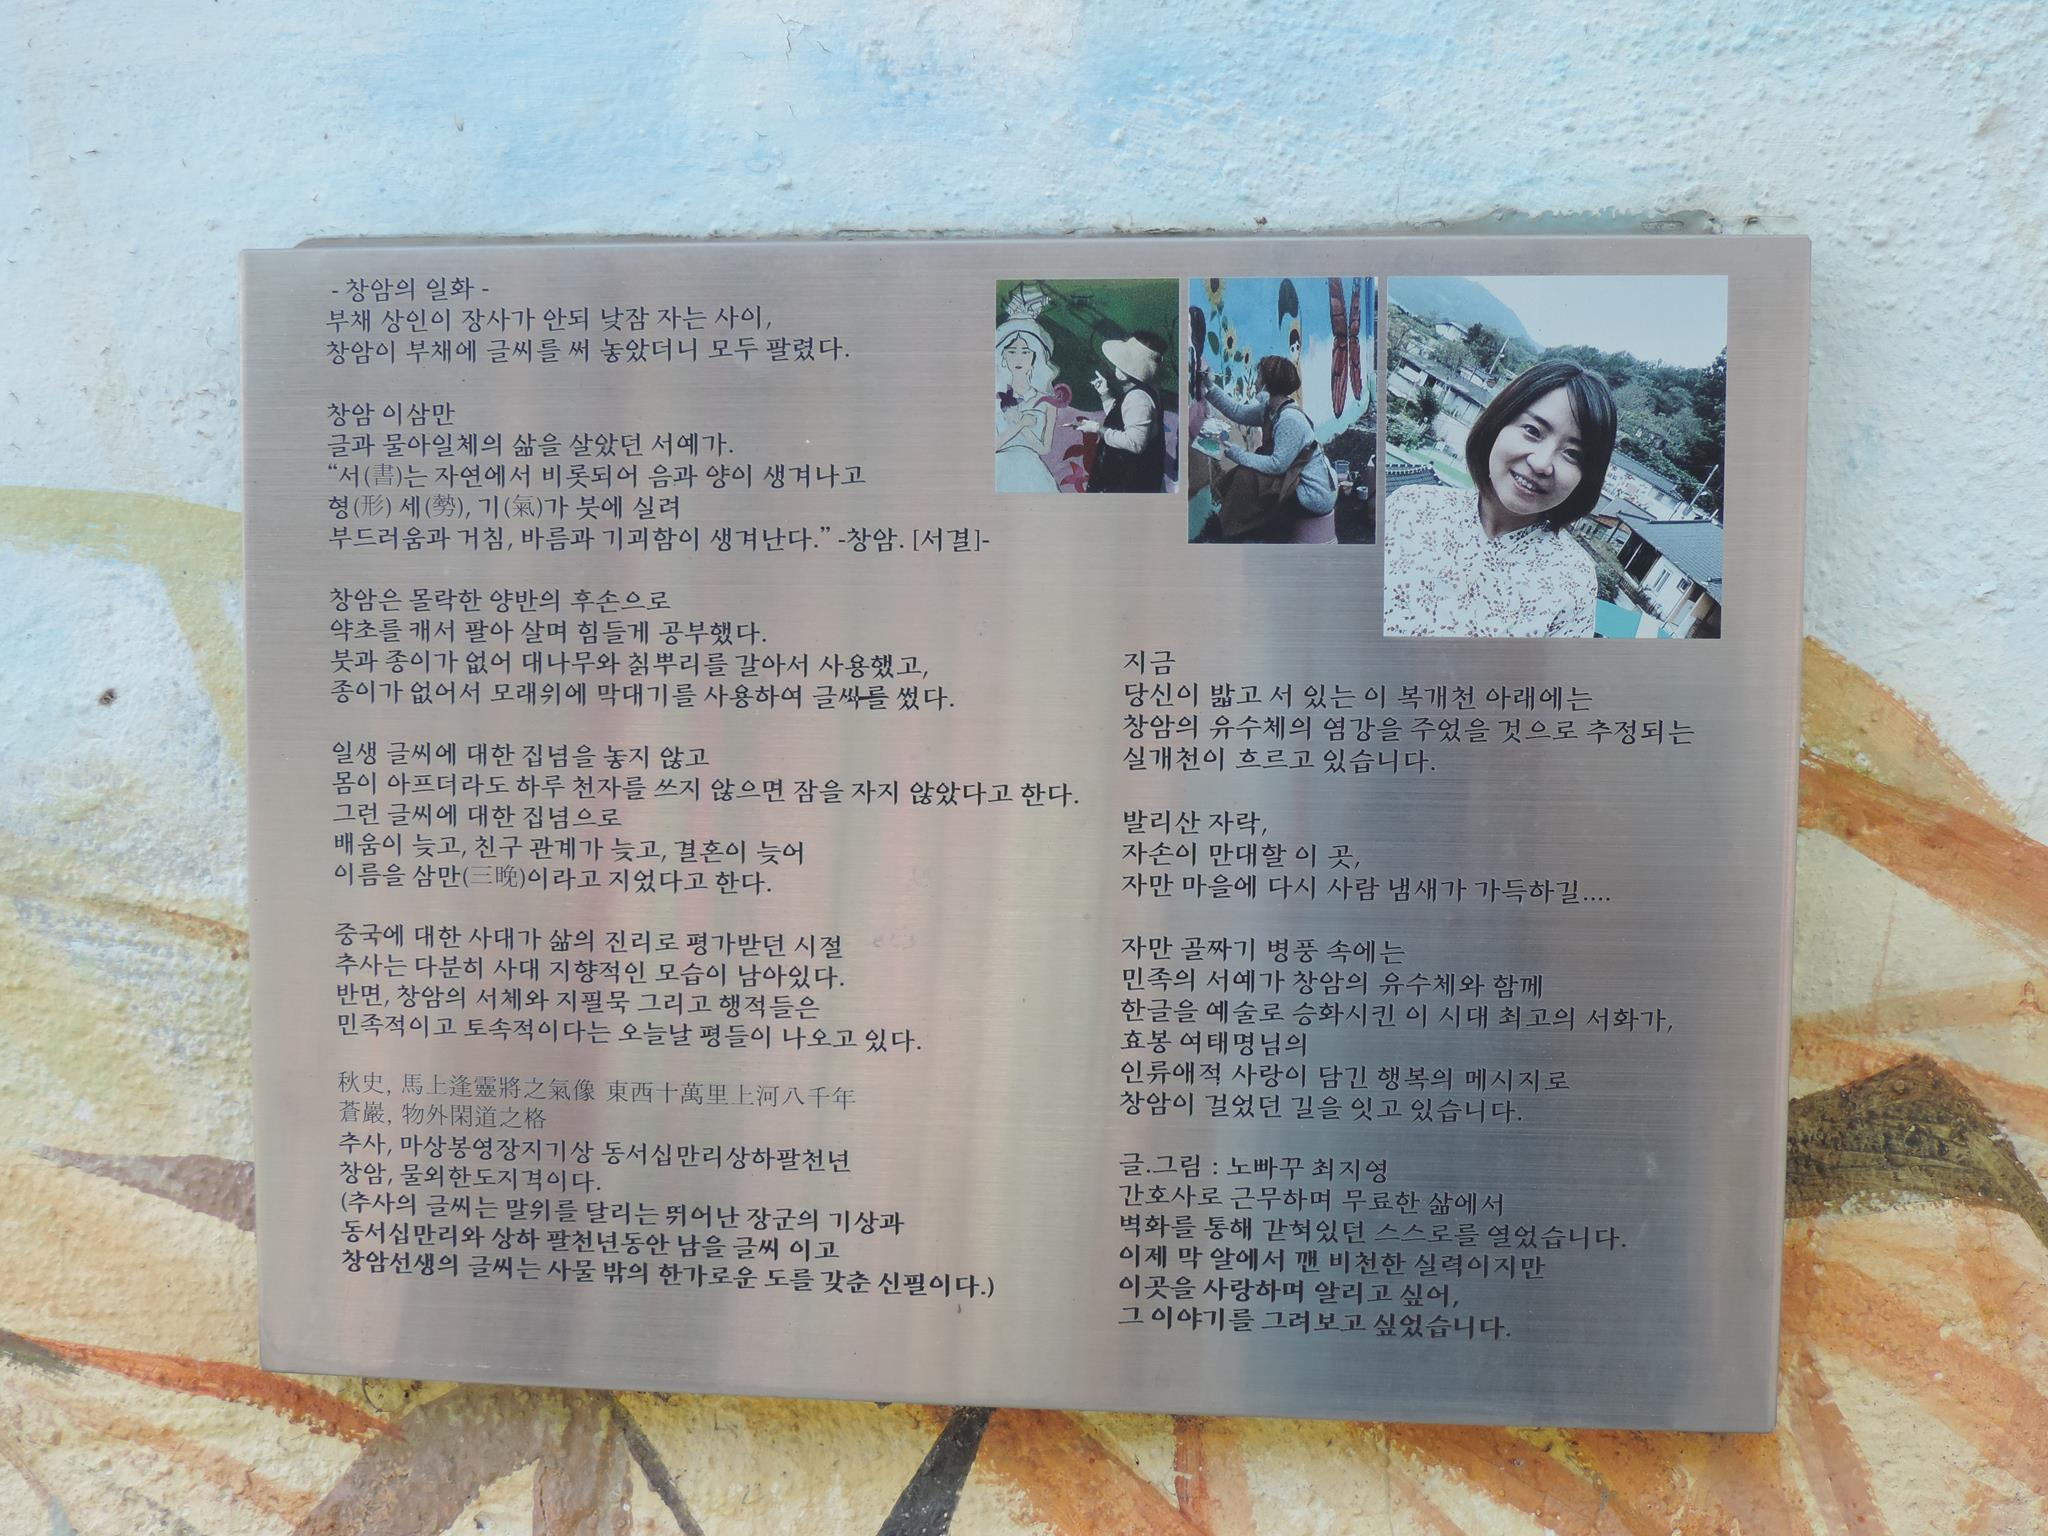 - 창암의 일화 -
부채 상인이 장사가 안되 낮잠 자는 사이,
창암이 부채에 글씨를 써 놓았더니 모두 팔렸다.
창암 이삼만
글과 물아일체의 삶을 살았던 서예가.
“서(書)는 자연에서 비롯되어 음과 양이 생겨나고
형(形) 세(勢), 기(氣)가 붓에 실려
부드러움과 거침, 바름과 기괴함이 생겨난다.” -창암. [서결]-
창암은 몰락한 양반의 후손으로
약초를 캐서 팔아 살며 힘들게 공부했다.
붓과 종이가 없어 대나무와 칡뿌리를 갈아서 사용했고,
종이가 없어서 모래위에 막대기를 사용하여 글씨를 썼다.
일생 글씨에 대한 집념을 놓지 않고
몸이 아프더라도 하루 천자를 쓰지 않으면 잠을 자지 않았다고 한다.
그런 글씨에 대한 집념으로
배움이 늦고, 친구 관계가 늦고, 결혼이 늦어
이름을 삼만(三晩)이라고 지었다고 한다.
중국에 대한 사대가 삶의 진리로 평가받던 시절
추사는 다분히 사대 지향적인 모습이 남아있다.
반면, 창암의 서체와 지필묵 그리고 행적들은
민족적이고 토속적이다는 오늘날 평들이 나오고 있다.
秋史, 馬上逢靈將之氣像 東西十萬里上河八千年
蒼巖, 物外閑道之格
추사, 마상봉영장지기상 동서십만리상하팔천년
창암, 물외한도지격이다.
(추사의 글씨는 말위를 달리는 뛰어난 장군의 기상과
동서십만리와 상하 팔천년동안 남을 글씨 이고
창암선생의 글씨는 사물 밖의 한가로운 도를 갖춘 신필이다.)
지금
당신이 밟고 서 있는 이 복개천 아래에는
창암의 유수체의 염강을 주었을 것으로 추정되는
실개천이 흐르고 있습니다.
발리산 자락,
자손이 만대할 이 곳,
자만 마을에 다시 사람 냄새가 가득하길....
자만 골짜기 병풍 속에는
민족의 서예가 창암의 유수체와 함께
한글을 예술로 승화시킨 이 시대 최고의 서화가,
효봉 여태명님의
인류애적 사랑이 담긴 행복의 메시지로
창암이 걸었던 길을 잇고 있습니다.
글.그림 : 노빠꾸 최지영
간호사로 근무하며 무료한 삶에서
벽화를 통해 갇혀있던 스스로를 열었습니다.
이제 막 알에서 깬 비천한 실력이지만
이곳을 사랑하며 알리고 싶어,
그 이야기를 그려보고 싶었습니다.